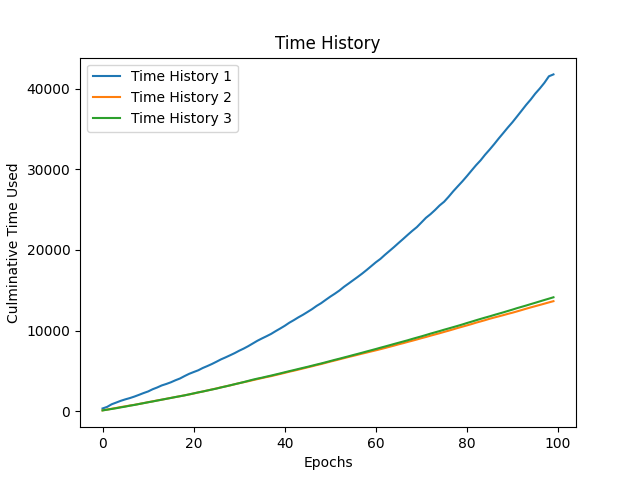 Time History
Time History 1
Time History 2
Time History 3
Culminative Time Used
40000
30000
20000
10000
0
0 20 40 60 80 100
Epochs